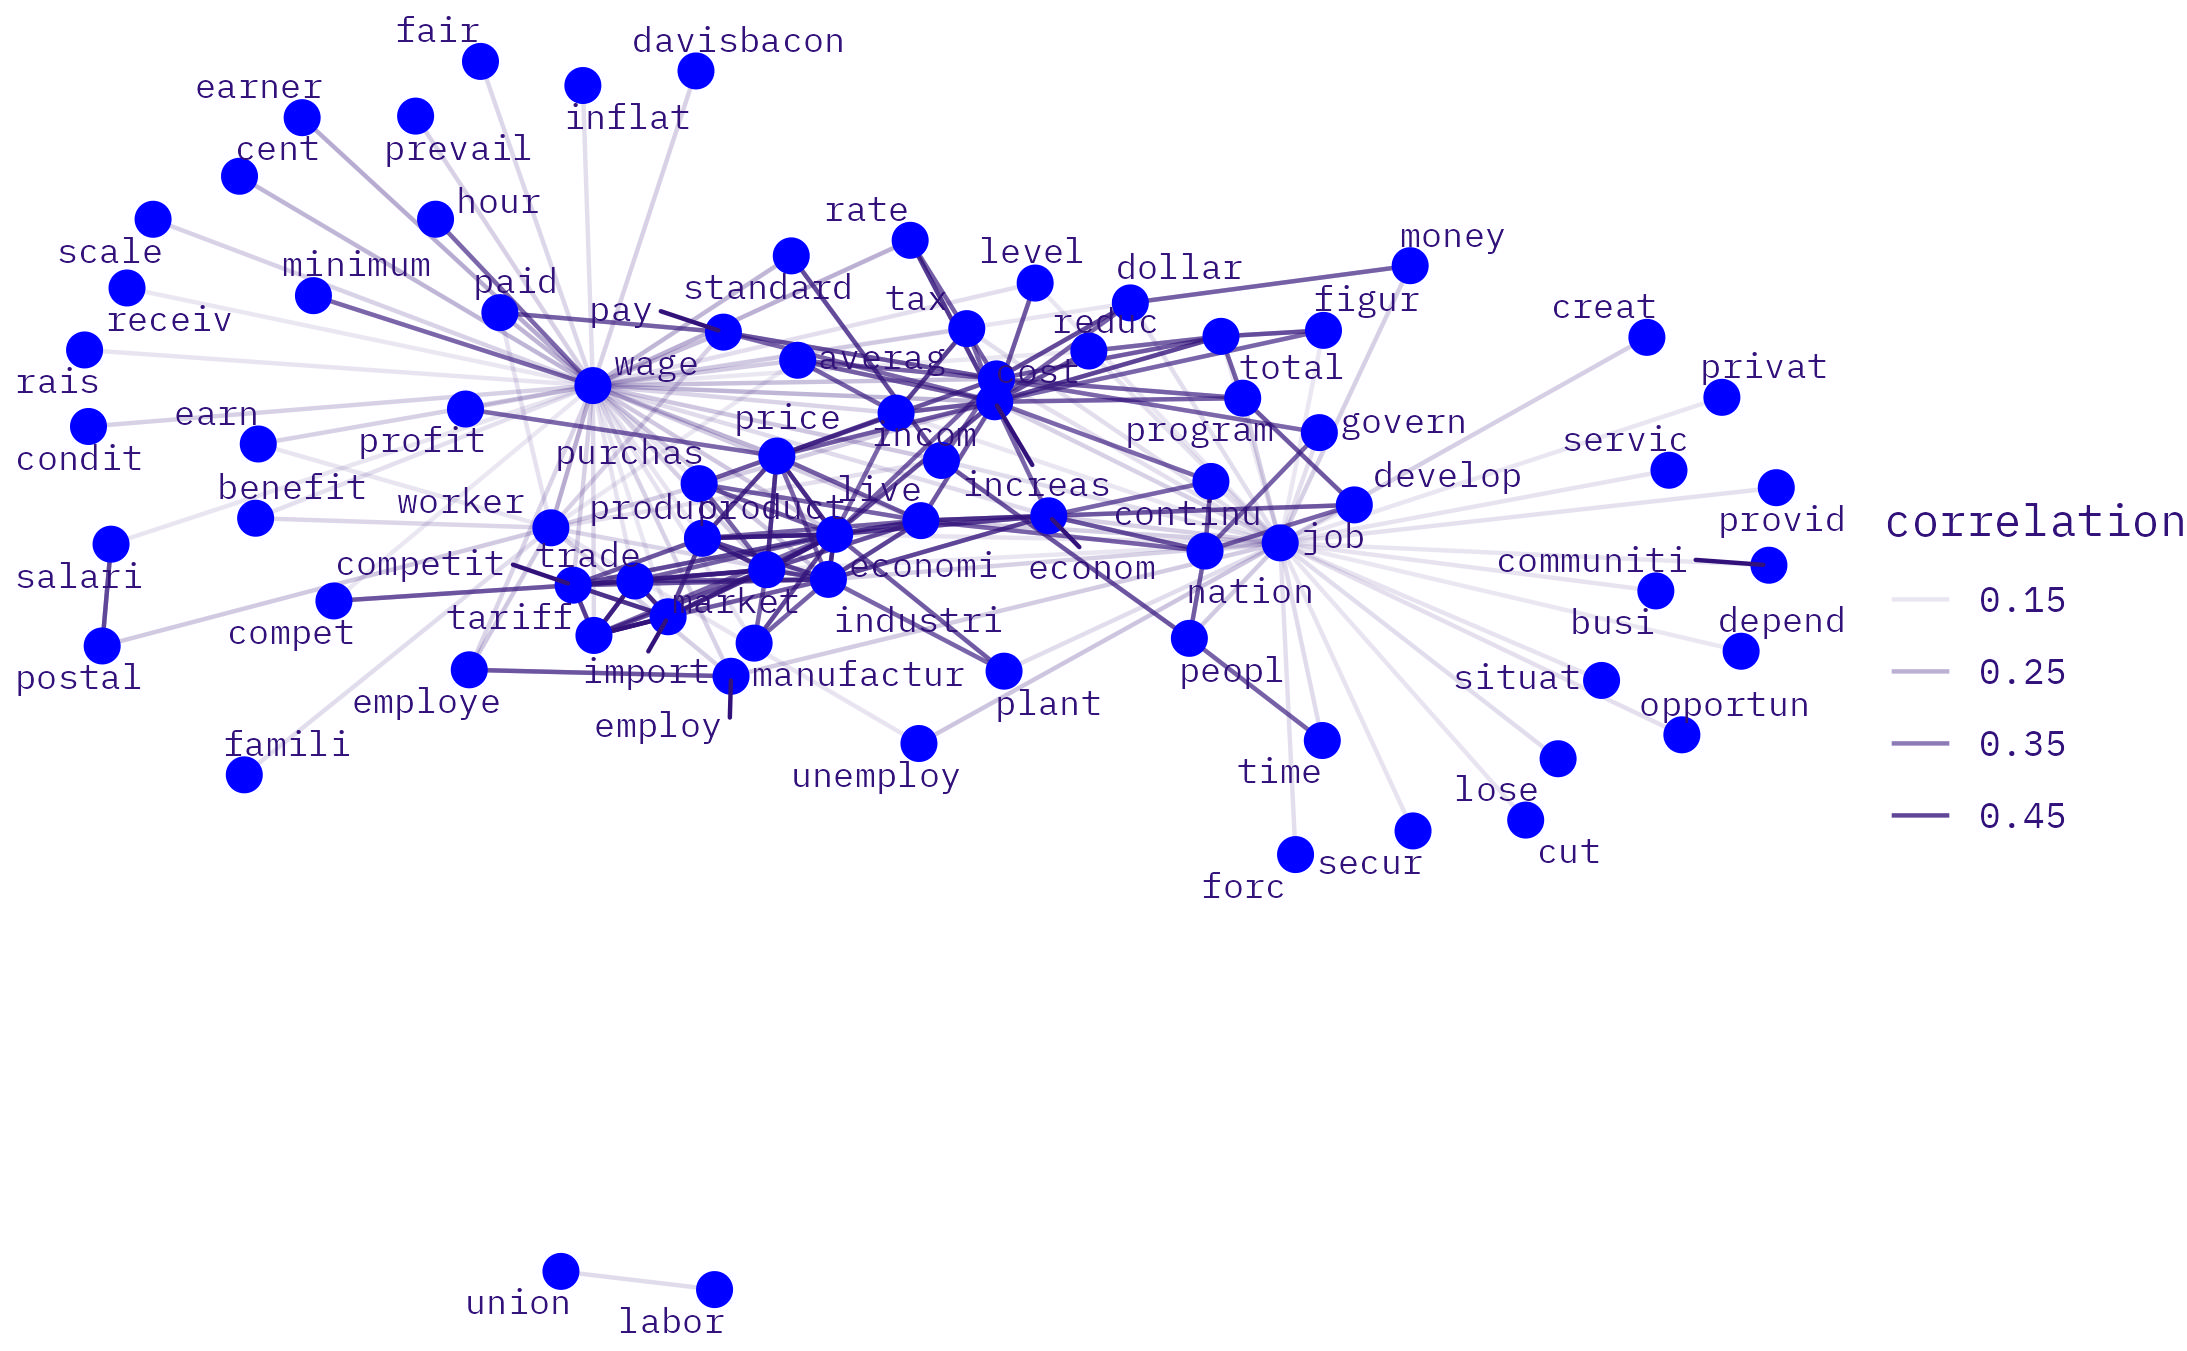 fair
davisbacon
earner
inflat
cent
prevail
hour
rate
scale
minimum
paid
level
money
dollar
standard
tax
pay
figur
creat
receiv
reduc
wage
averag
cost
total
privat
rais
earn
price
profit
incom
program
govern
servic
condit
purchas
benefit
live
increas
develop
worker
produc
product
continu
provid
correlation
job
competit
trade
economi
econom
communiti
salari
nation
0.15
market
tariff
compet
industri
busi
depend
postal
import
manufactur
peopl
situat
0.25
employe
plant
opportun
employ
famili
unemploy
time
lose
0.35
0.45
secur
cut
forc
union
labor